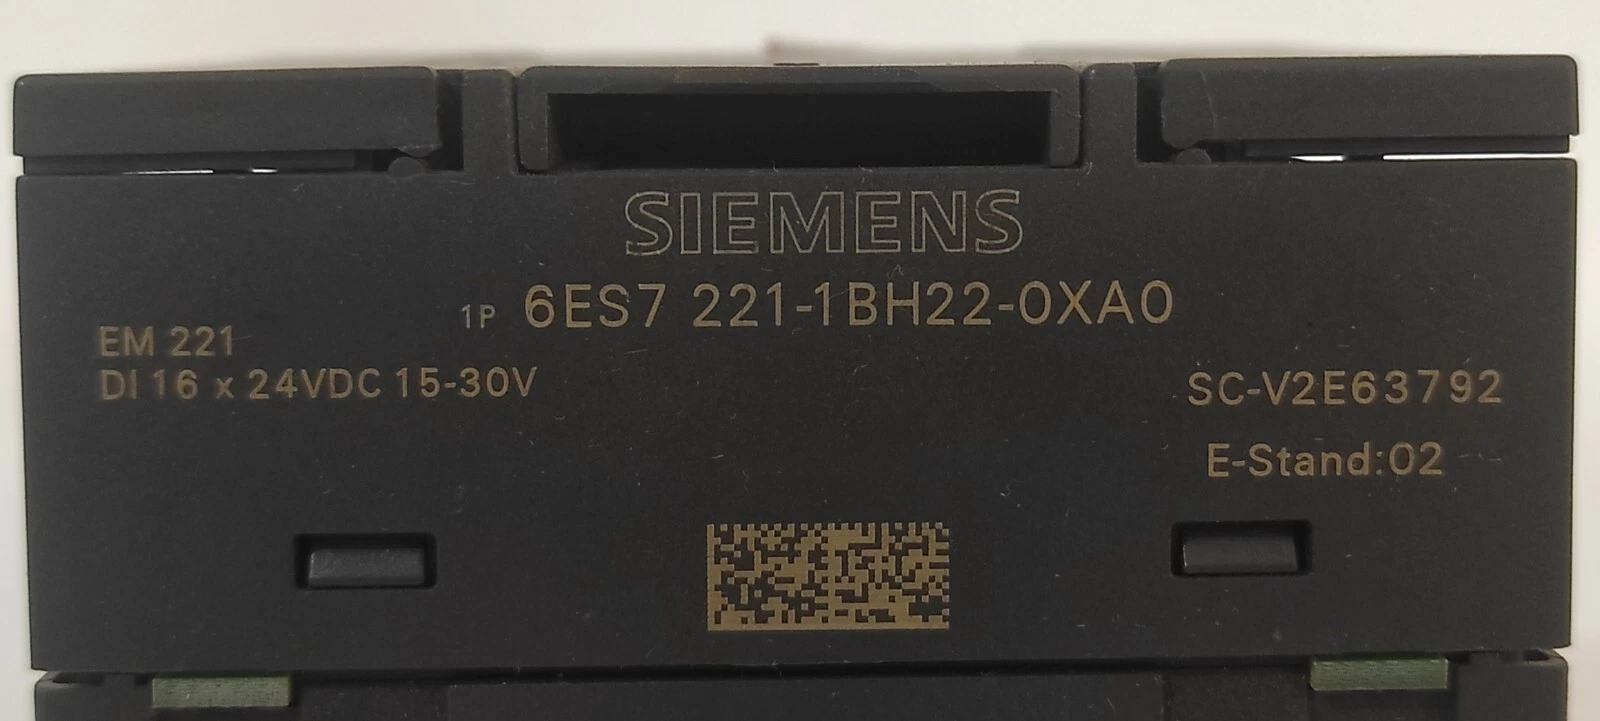 SIEMENS
1P 6ES7 221-1BH22-0XA0
EM 221
DI 16 x 24VDC 15-30V
SC-V2E63792
E-Stand:02